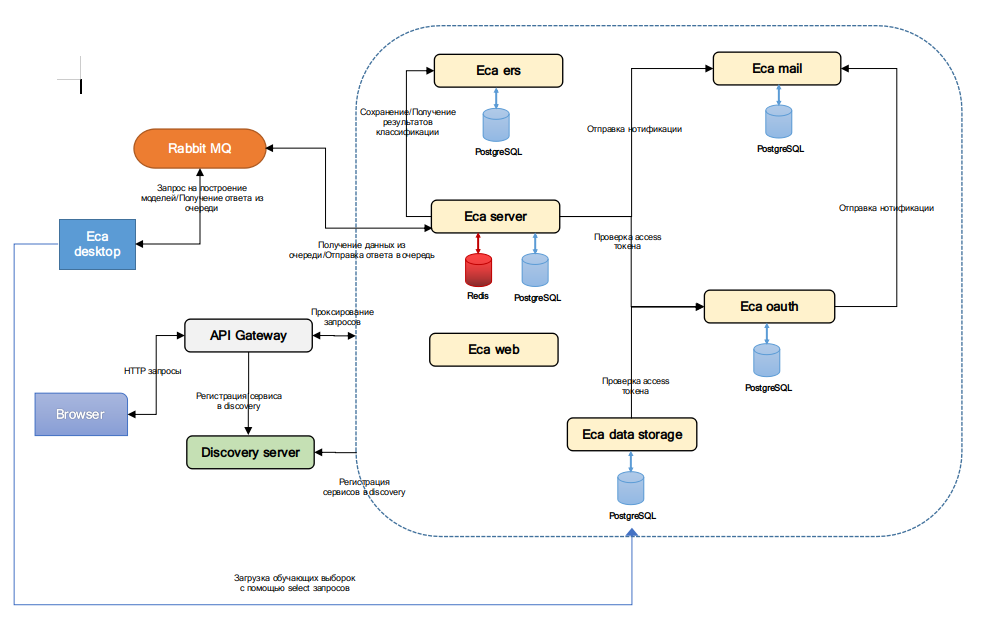 Eca ers
Eca mail
Сохранение/Получение
результатов
классификации
PostgreSQL
PostgreSQL
Отправка нотификации
Rabbit MQ
Запрос на построение
моделей/Получение ответа из
очереди
Eca server
Отправка нотификации
Eca
desktop
Получение данных из
очереди/Отправка ответа в очередь
Проверка access
токена
Redis
PostgreSQL
Проксирование
запросов
API Gateway
Eca oauth
Eca web
HTTP запросы
PostgreSQL
Регистрация сервиса
в discovery
Проверка access
токена
Browser
Discovery server
Eca data storage
Регистрация
сервисов в discovery
PostgreSQL
Загрузка обучающих выборок
с помощью select запросов